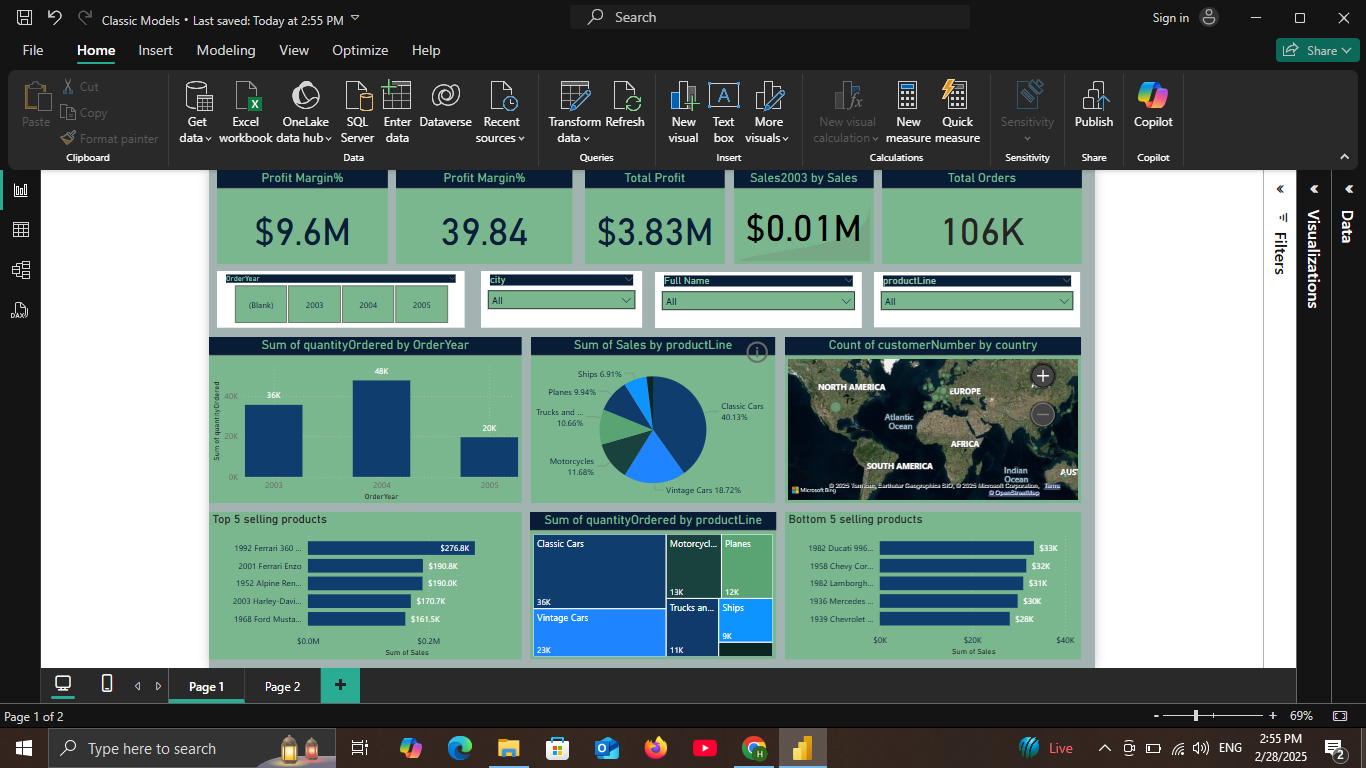 Classic Models • Last saved: Today at 2:55 PM
Search
Sign in
File
Home
Insert
Modeling
View
Optimize
Help
Share
Paste
Cut
Copy
Format painter
Clipboard
Get data
Excel workbook
OneLake data hub
SQL Server
Enter data
Dataverse
Recent sources
Data
Transform data
Refresh
Queries
New visual
Text box
More visuals
Insert
New visual calculation
New measure
Quick measure
Calculations
Sensitivity
Sensitivity
Publish
Share
Copilot
Copilot
Profit Margin%
$9.6M
Profit Margin%
39.84
Total Profit
$3.83M
Sales2003 by Sales
$0.01M
Total Orders
106K
Filters
Visualizations
Data
OrderYear
(Blank)
2003
2004
2005
city
All
Full Name
All
productLine
All
Sum of quantityOrdered by OrderYear
Sum of quantityOrdered
40K
20K
0K
36K
48K
20K
2003
2004
2005
OrderYear
Sum of Sales by productLine
Ships 6.91%
Planes 9.94%
Trucks and ...
10.66%
Motorcycles
11.68%
Classic Cars
40.13%
Vintage Cars 18.72%
Count of customerNumber by country
NORTH AMERICA
EUROPE
Atlantic
Ocean
AFRICA
SOUTH AMERICA
Indian
Ocean
AUS
Microsoft Bing
© 2025 TomTom, Earthstar Geographics SIO, © 2025 Microsoft Corporation, Terms
© OpenStreetMap
Top 5 selling products
1992 Ferrari 360 ...
$276.8K
2001 Ferrari Enzo
$190.8K
1952 Alpine Ren...
$190.0K
2003 Harley-Davi...
$170.7K
1968 Ford Musta...
$161.5K
$0.0M
$0.2M
Sum of Sales
Sum of quantityOrdered by productLine
Classic Cars
36K
Vintage Cars
23K
Motorcycl...
13K
Planes
12K
Trucks an...
11K
Ships
9K
Bottom 5 selling products
1982 Ducati 996...
$33K
1958 Chevy Cor...
$32K
1982 Lamborgh...
$31K
1936 Mercedes ...
$30K
1939 Chevrolet ...
$28K
$0K
$20K
$40K
Sum of Sales
Page 1
Page 2
Page 1 of 2
69%
Type here to search
Live
ENG
2:55 PM
2/28/2025
2